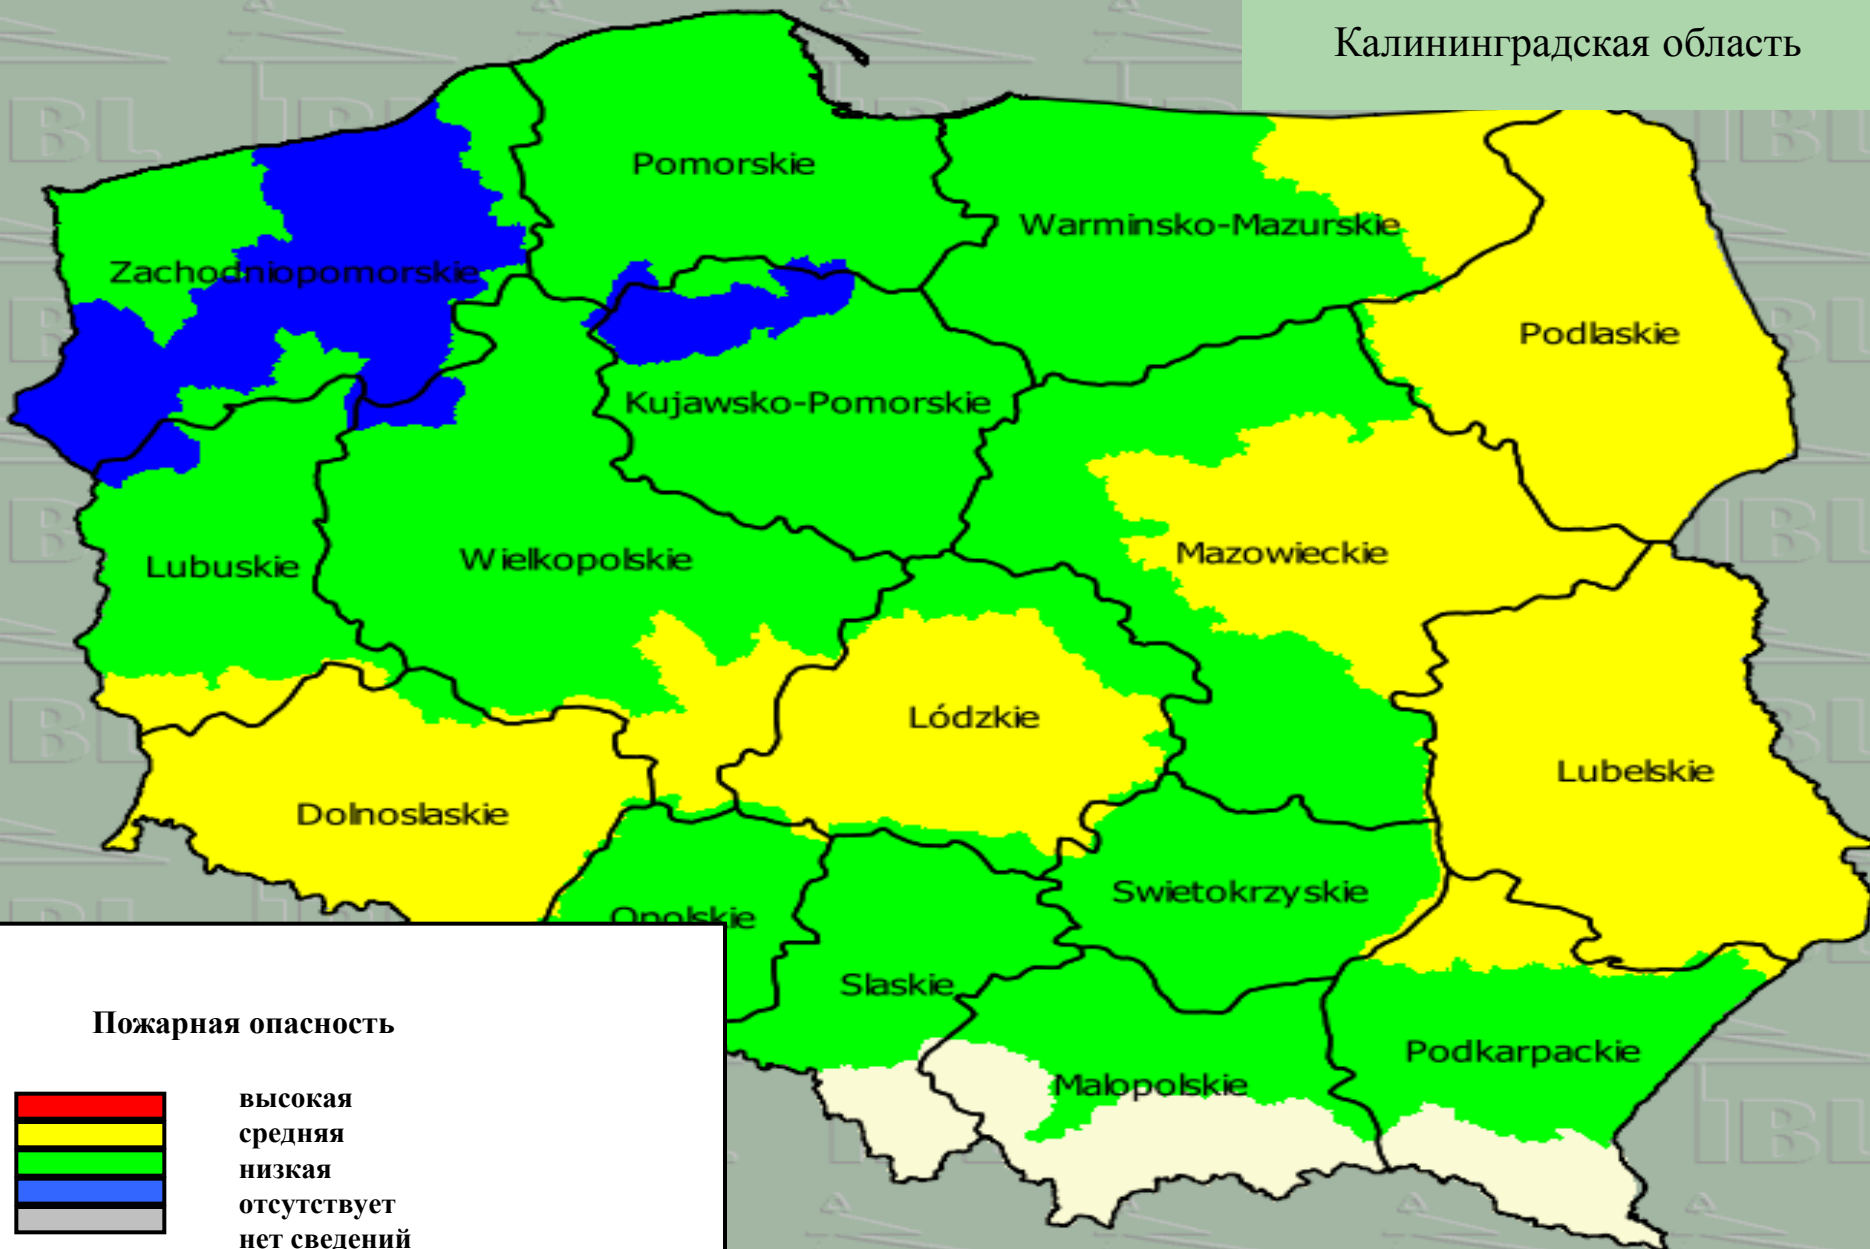 Калининградская область
Pomorskie
Warminsko-Mazurskie
Zachodniopomorskie
Podlaskie
Kujawsko-Pomorskie
Mazowieckie
Lubuskie
Wielkopolskie
Lódzkie
Lubelskie
Dolnoslaskie
Swietokrzyskie
Opolskie
Slaskie
Podkarpackie
Malopolskie
Пожарная опасность
высокая
средняя
низкая
отсутствует
нет сведений
IBL